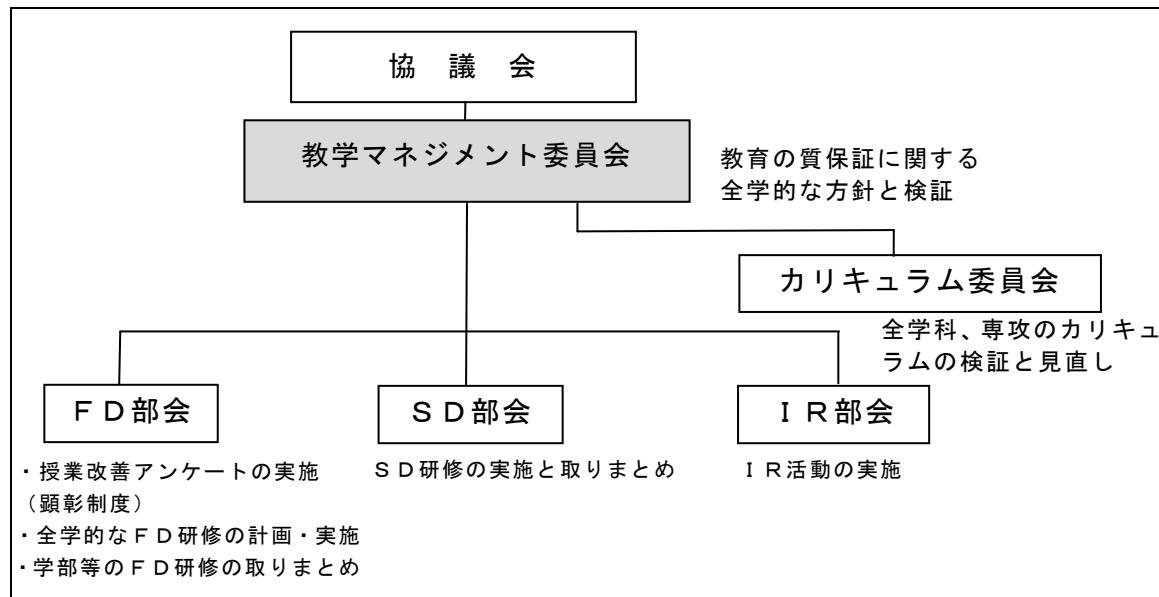 協 議 会
教学マネジメント委員会
教育の質保証に関する
全学的な方針と検証
カリキュラム委員会
全学科、専攻のカリキュ
ラムの検証と見直し
ＦＤ部会
ＳＤ部会
ＩＲ部会
・授業改善アンケートの実施
（顕彰制度）
・全学的なＦＤ研修の計画・実施
・学部等のＦＤ研修の取りまとめ
ＳＤ研修の実施と取りまとめ
ＩＲ活動の実施